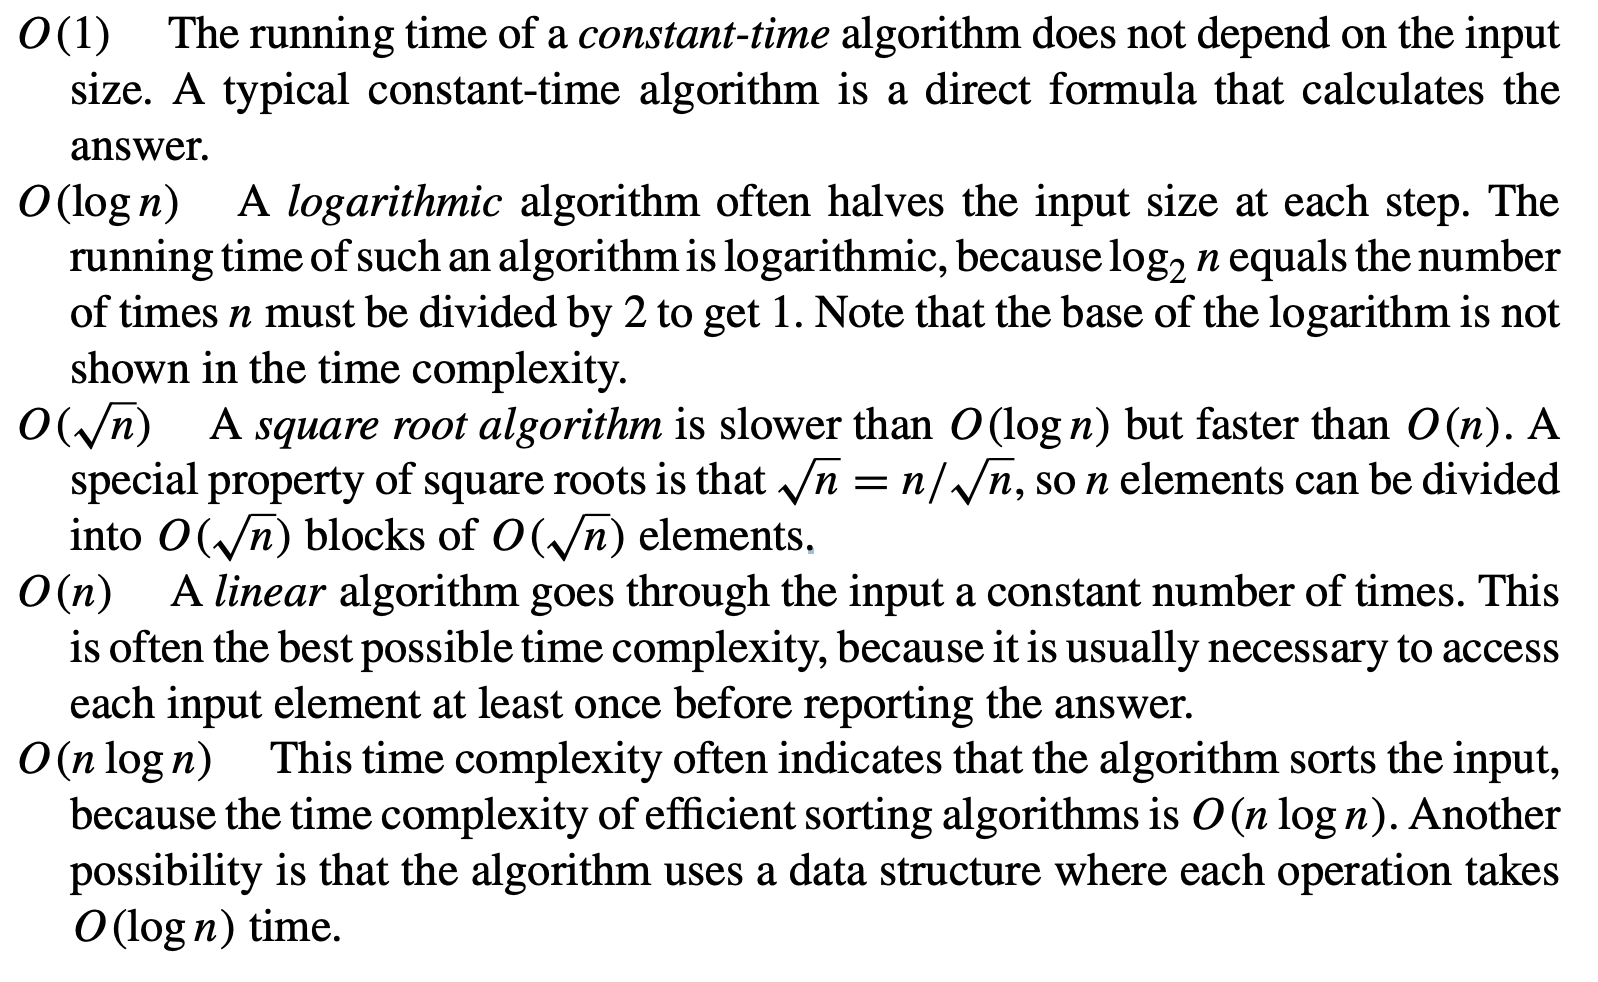 O(1) The running time of a constant-time algorithm does not depend on the input
size. A typical constant-time algorithm is a direct formula that calculates the
answer.
O(log n) A logarithmic algorithm often halves the input size at each step. The
running time of such an algorithm is logarithmic, because log₂ n equals the number
of times n must be divided by 2 to get 1. Note that the base of the logarithm is not
shown in the time complexity.
O(√n) A square root algorithm is slower than O(log n) but faster than O(n). A
special property of square roots is that √n = n/√n, so n elements can be divided
into O(√n) blocks of O(√n) elements.
O(n) A linear algorithm goes through the input a constant number of times. This
is often the best possible time complexity, because it is usually necessary to access
each input element at least once before reporting the answer.
O(n log n) This time complexity often indicates that the algorithm sorts the input,
because the time complexity of efficient sorting algorithms is O(n log n). Another
possibility is that the algorithm uses a data structure where each operation takes
O(log n) time.